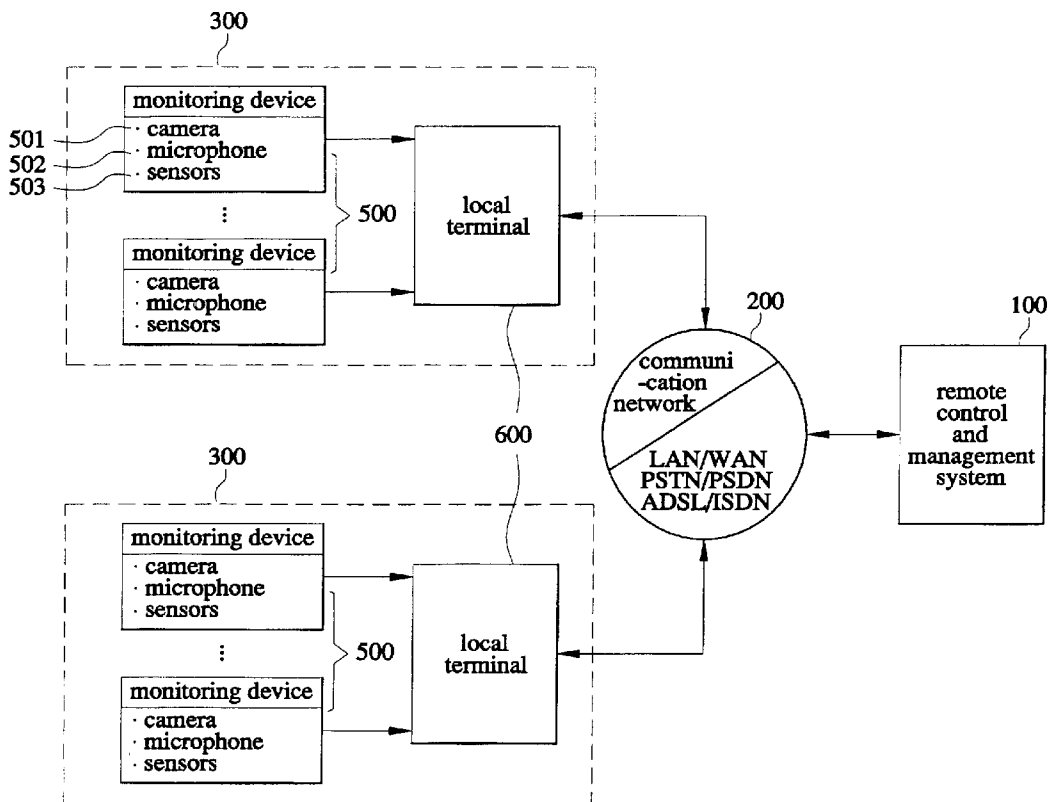 300
monitoring device
501
· camera
502
· microphone
503
· sensors
500
local
terminal
monitoring device
· camera
· microphone
· sensors
200
communi
-cation
network
LAN/WAN
PSTN/PSDN
ADSL/ISDN
100
remote
control
and
management
system
600
300
monitoring device
· camera
· microphone
· sensors
500
local
terminal
monitoring device
· camera
· microphone
· sensors